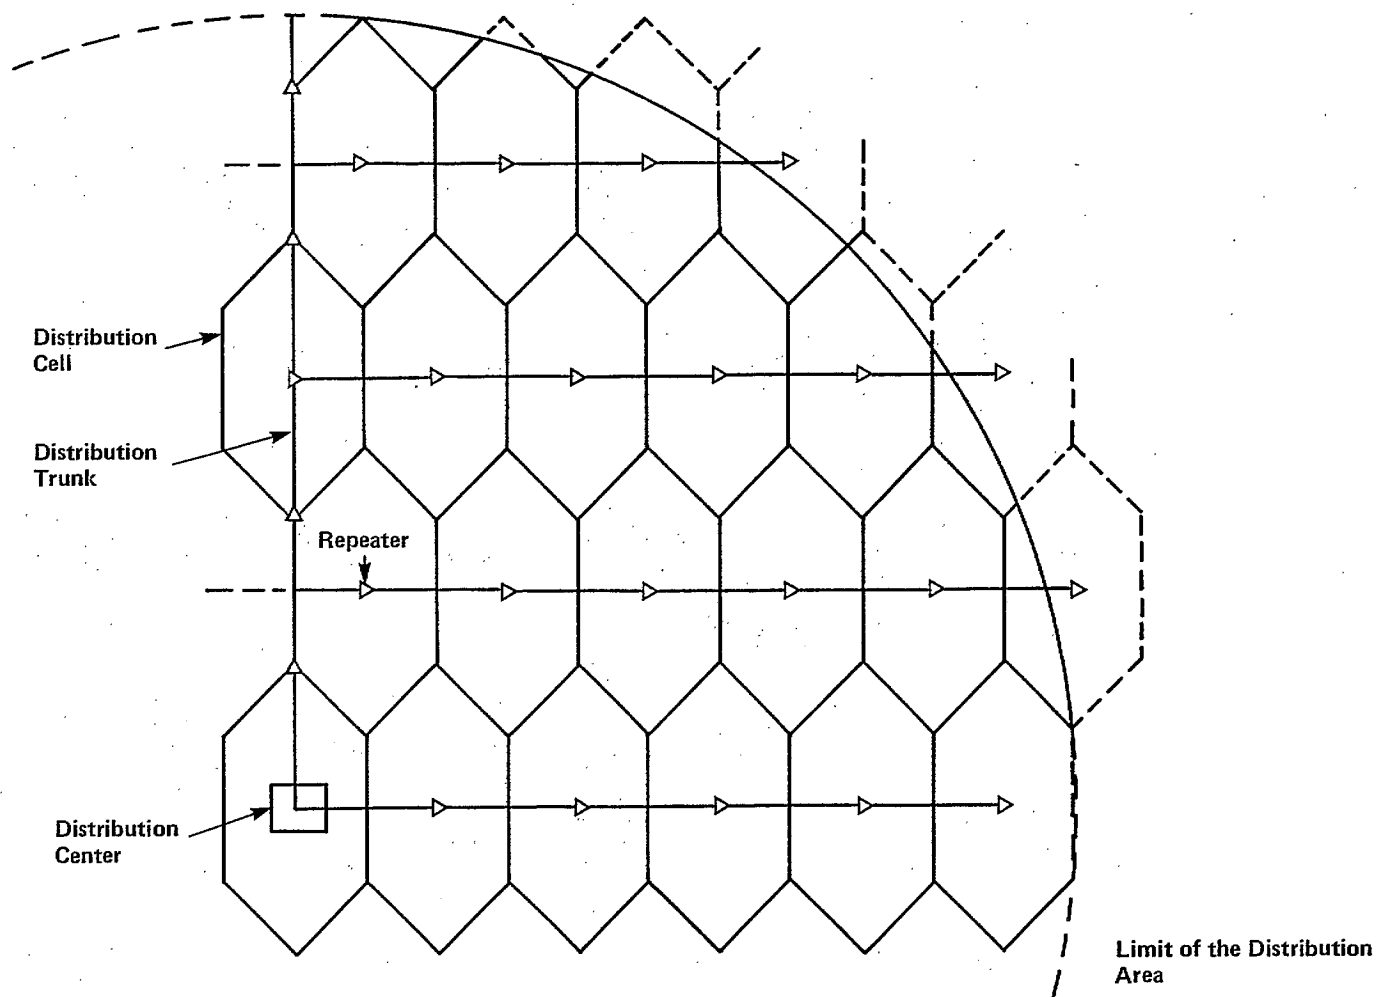 Distribution
Cell
Distribution
Trunk
Repeater
Distribution
Center
Limit of the Distribution
Area